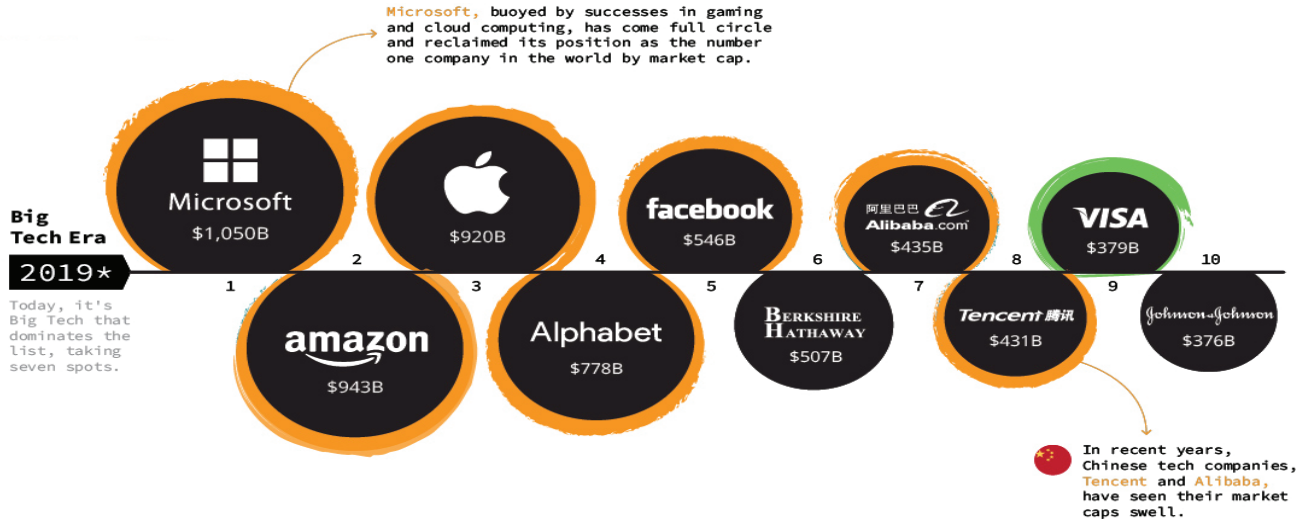 Microsoft, buoyed by successes in gaming
and cloud computing, has come full circle
and reclaimed its position as the number
one company in the world by market cap.
Big
Tech Era
2019*
Today, it's
Big Tech that
dominates the
list, taking
seven spots.
Microsoft
$1,050B
1
2
amazon
$943B
$920B
3
4
Alphabet
$778B
facebook
$546B
5
6
BERKSHIRE
HATHAWAY
$507B
阿里巴巴
Alibaba.com
$435B
7
8
Tencent 腾讯
$431B
VISA
$379B
9
10
Johnson&Johnson
$376B
In recent years,
Chinese tech companies,
Tencent and Alibaba,
have seen their market
caps swell.